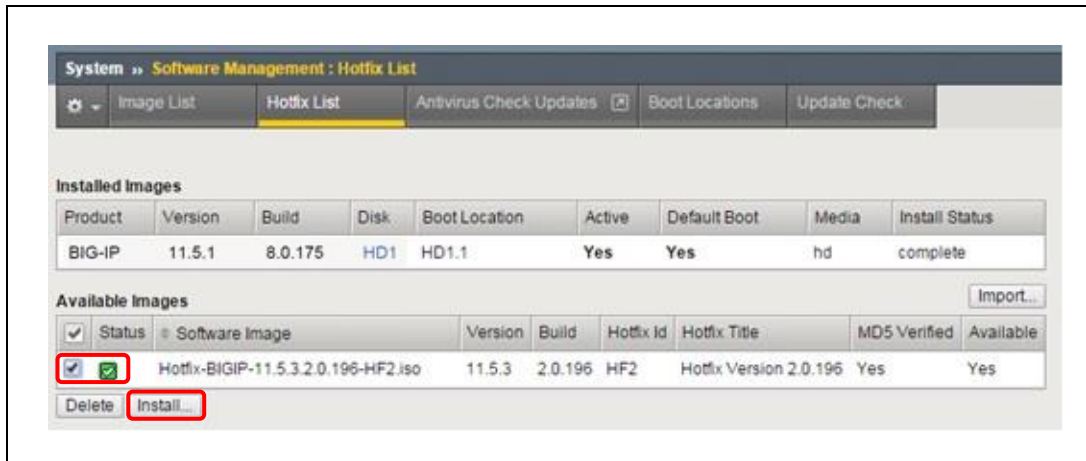 System » Software Management : Hotfix List
Image List Hotfix List Antivirus Check Updates Boot Locations Update Check
Installed Images
Product Version Build Disk Boot Location Active Default Boot Media Install Status
BIG-IP 11.5.1 8.0.175 HD1 HD1.1 Yes Yes hd complete
Available Images Import...
Status Software Image Version Build Hotfix Id Hotfix Title MD5 Verified Available
Hotfix-BIGIP-11.5.3.2.0.196-HF2.iso 11.5.3 2.0.196 HF2 Hotfix Version 2.0.196 Yes Yes
Delete Install...